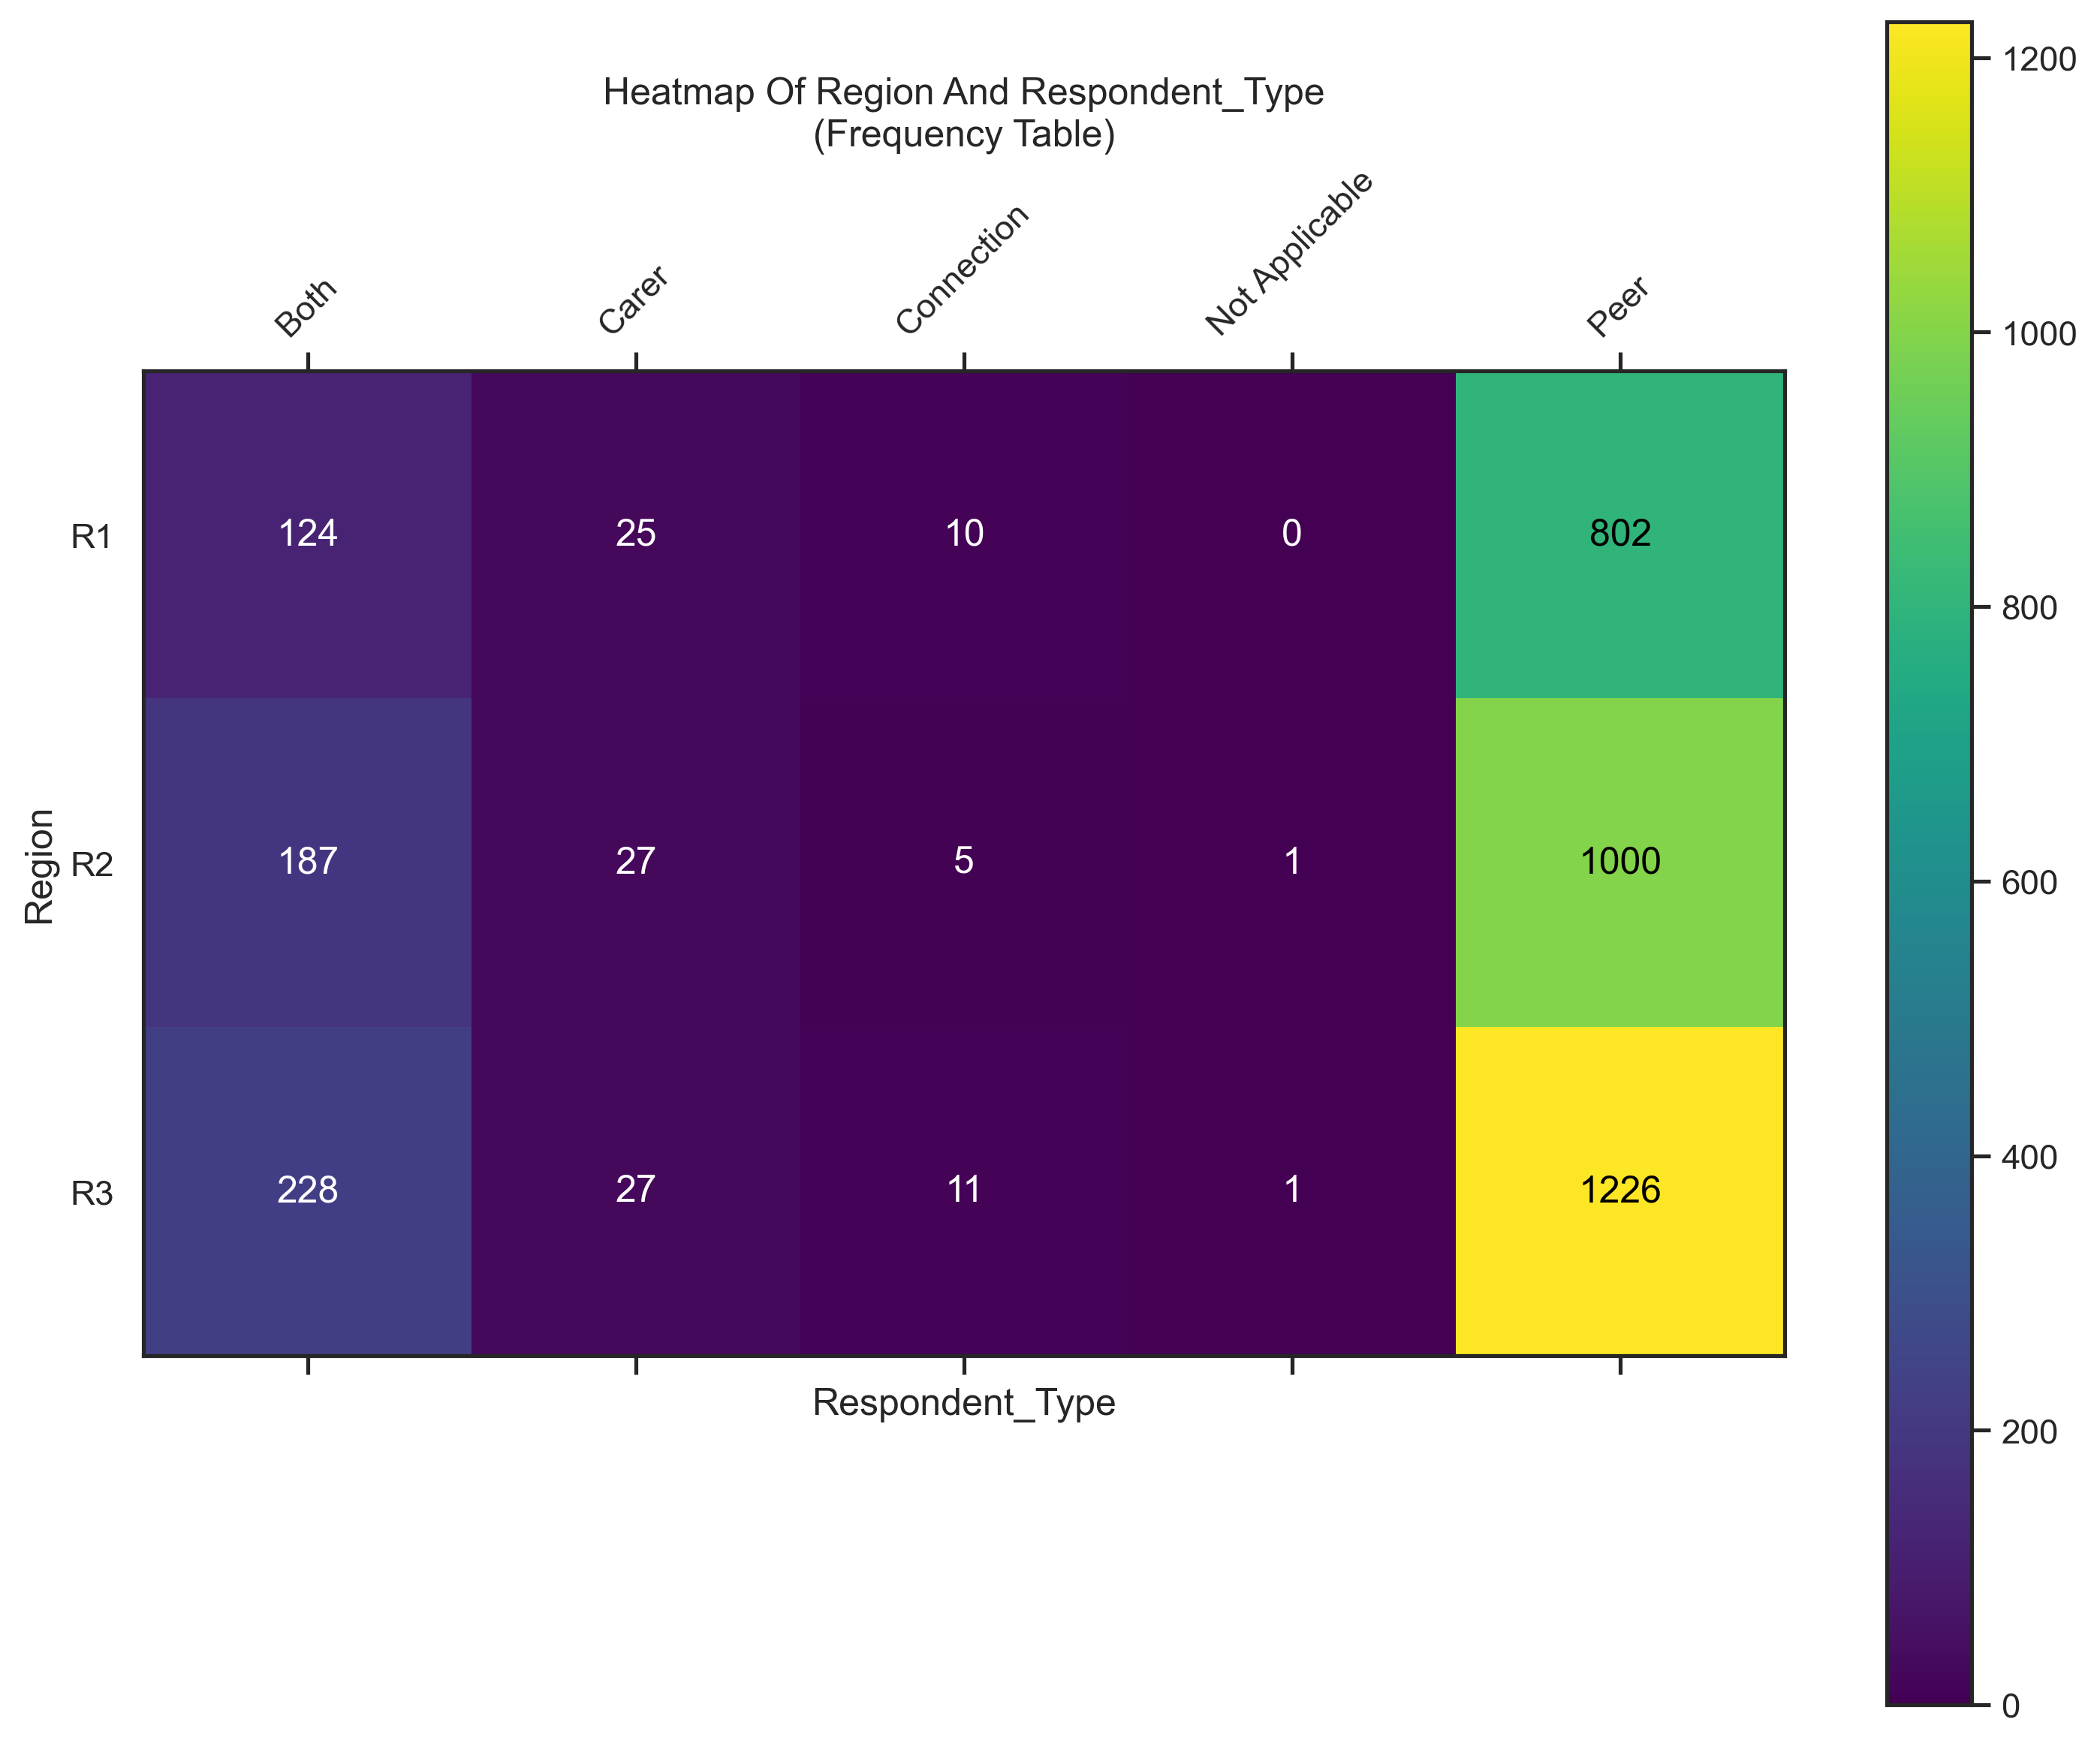 Heatmap Of Region And Respondent_Type
(Frequency Table)
Both
Carer
Connection
Not Applicable
Peer
R1
124
25
10
0
802
R2
187
27
5
1
1000
R3
228
27
11
1
1226
Region
Respondent_Type
1200
1000
800
600
400
200
0